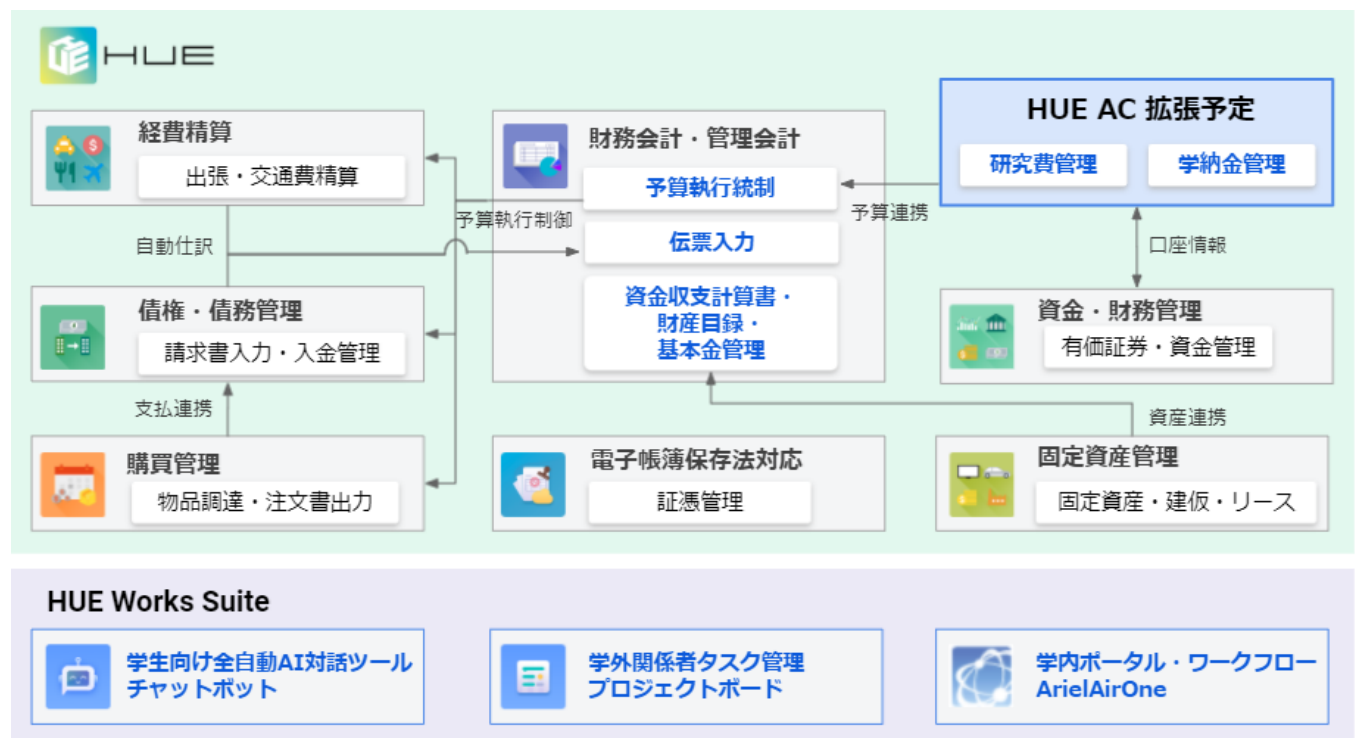 HUE
経費精算
出張・交通費精算
自動仕訳
債権・債務管理
請求書入力・入金管理
支払連携
購買管理
物品調達・注文書出力
財務会計・管理会計
予算執行統制
予算執行制御
伝票入力
資金収支計算書・
財産目録・
基本金管理
電子帳簿保存法対応
証憑管理
HUE AC 拡張予定
研究費管理
学納金管理
予算連携
口座情報
資金・財務管理
有価証券・資金管理
資産連携
固定資産管理
固定資産・建仮・リース
HUE Works Suite
学生向け全自動AI対話ツール
チャットボット
学外関係者タスク管理
プロジェクトボード
学内ポータル・ワークフロー
ArielAirOne